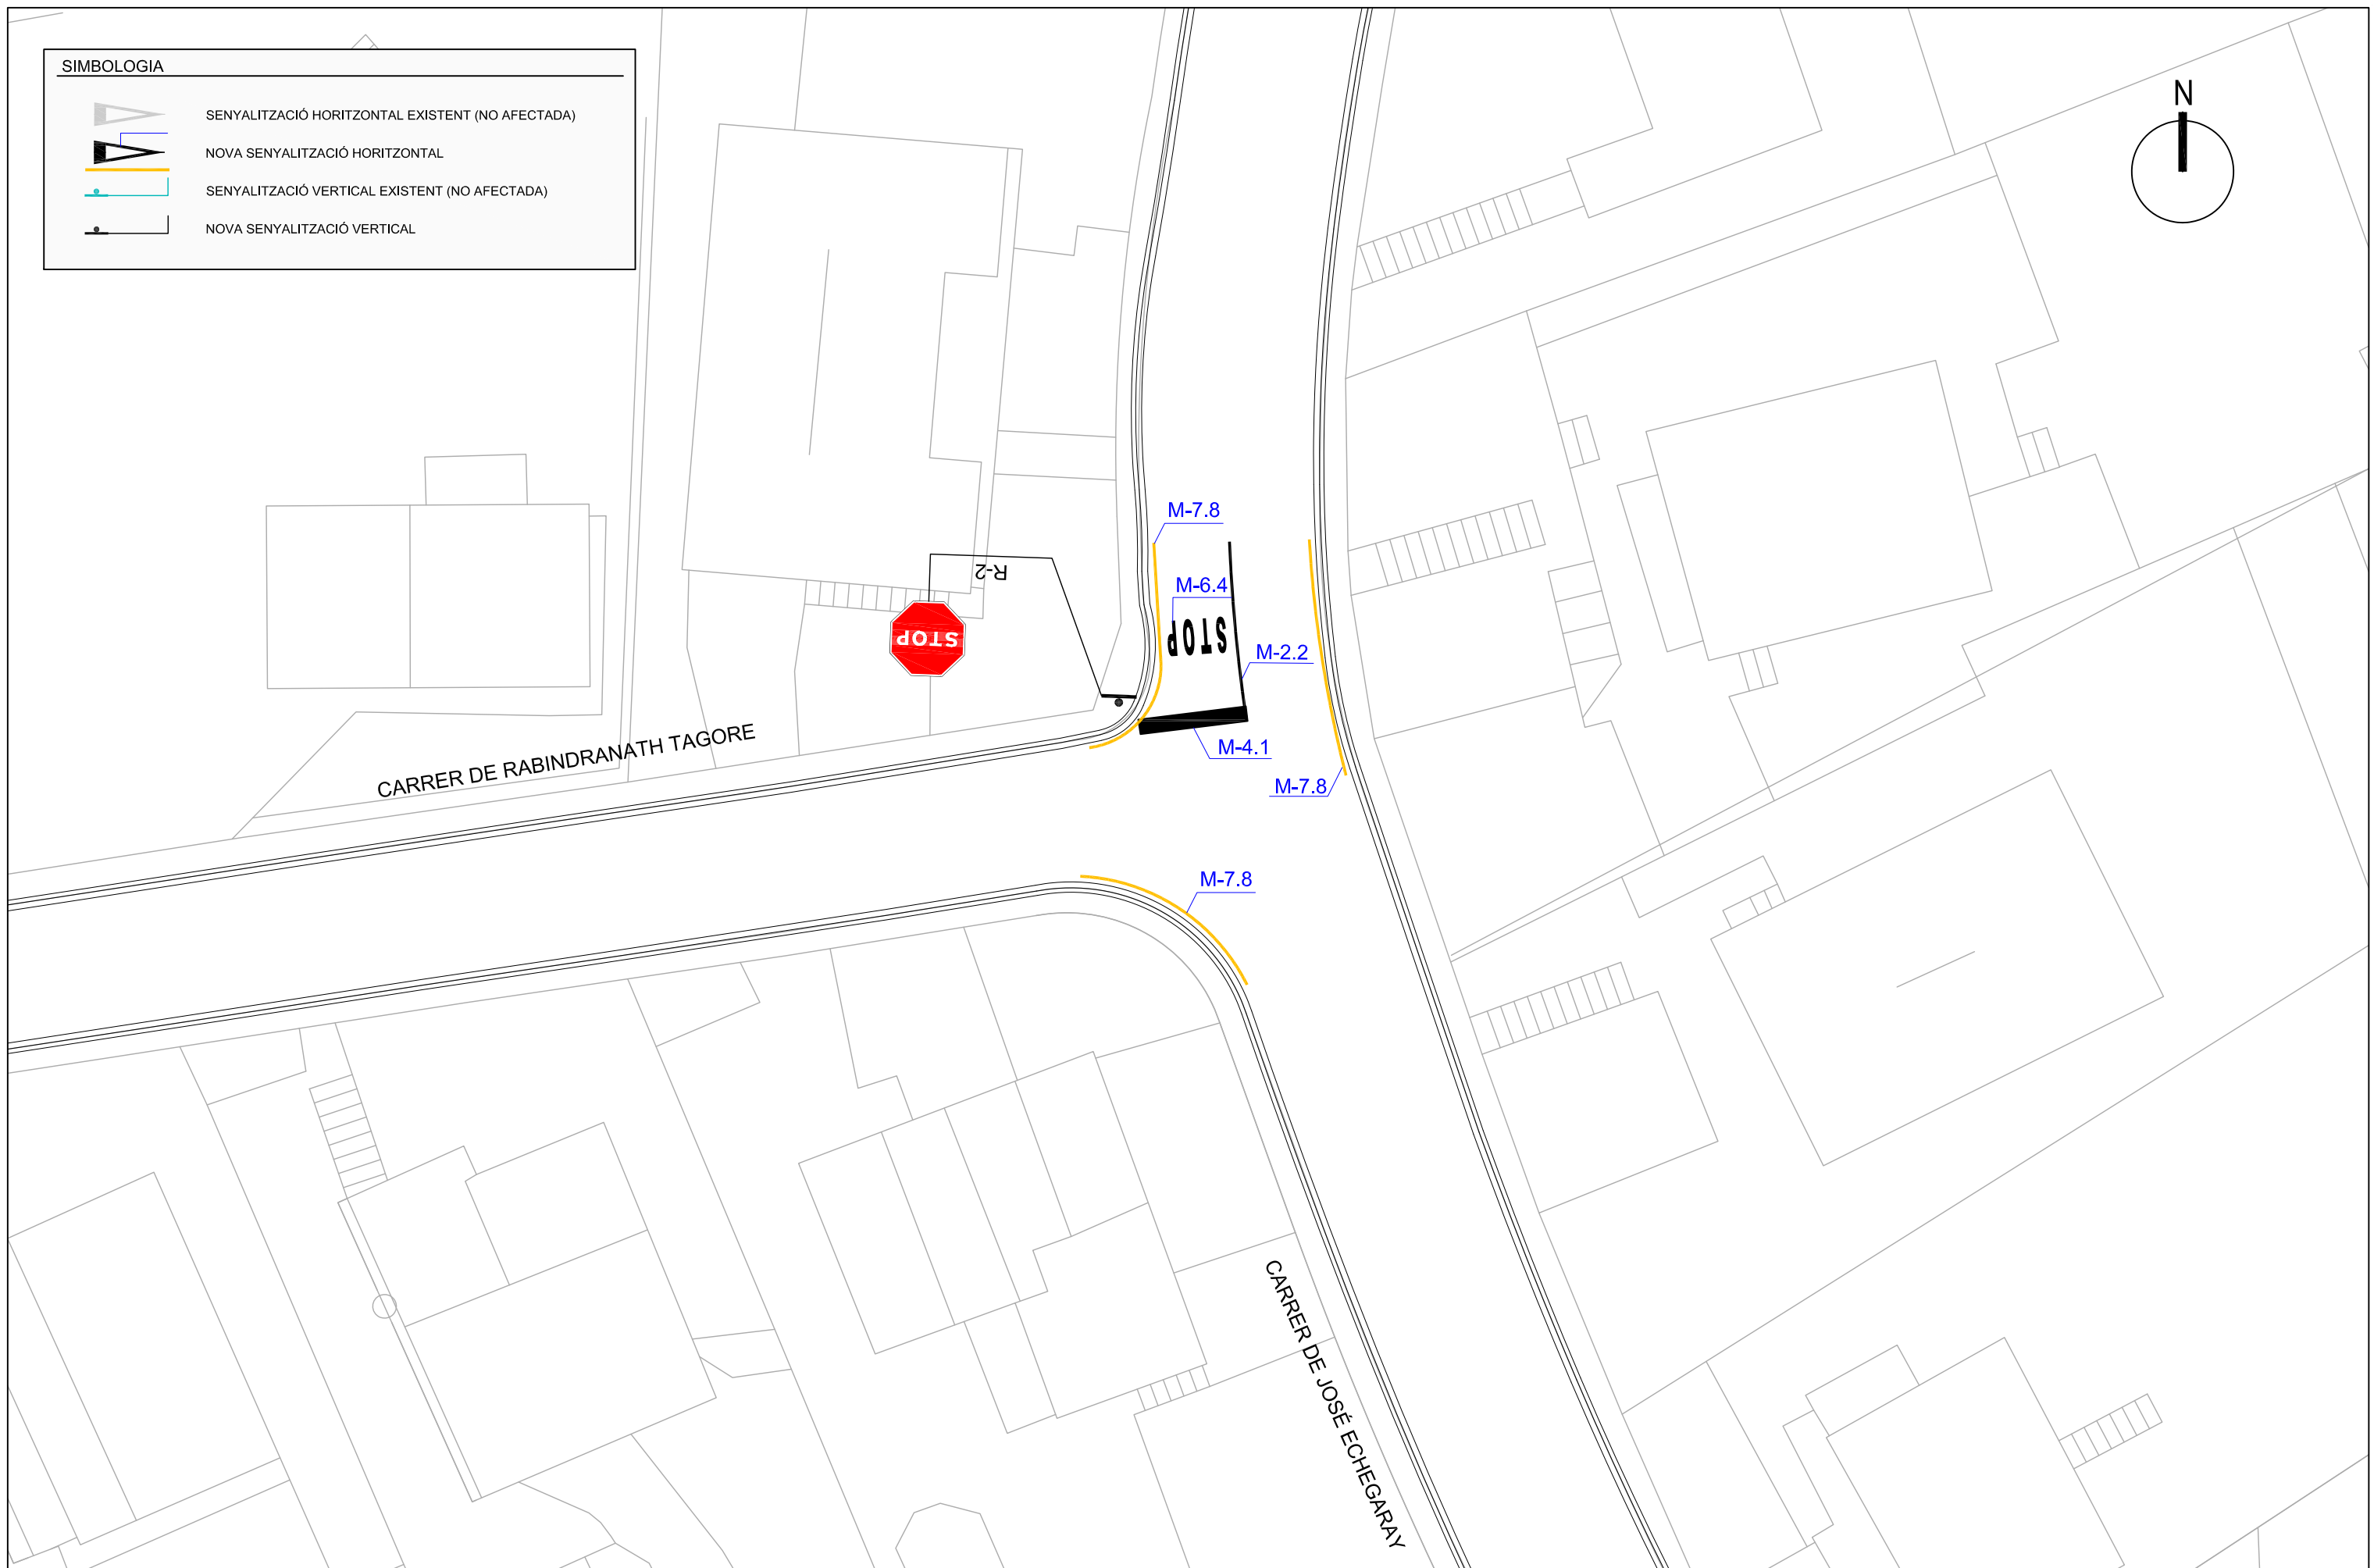 SIMBOLOGIA
SENYALITZACIÓ HORITZONTAL EXISTENT (NO AFECTADA)
NOVA SENYALITZACIÓ HORITZONTAL
SENYALITZACIÓ VERTICAL EXISTENT (NO AFECTADA)
NOVA SENYALITZACIÓ VERTICAL
N
M-7.8
R-2
M-6.4
STOP
STOP
M-2.2
M-4.1
CARRER DE RABINDRANATH TAGORE
M-7.8
M-7.8
CARRER DE JOSÉ ECHEGARAY